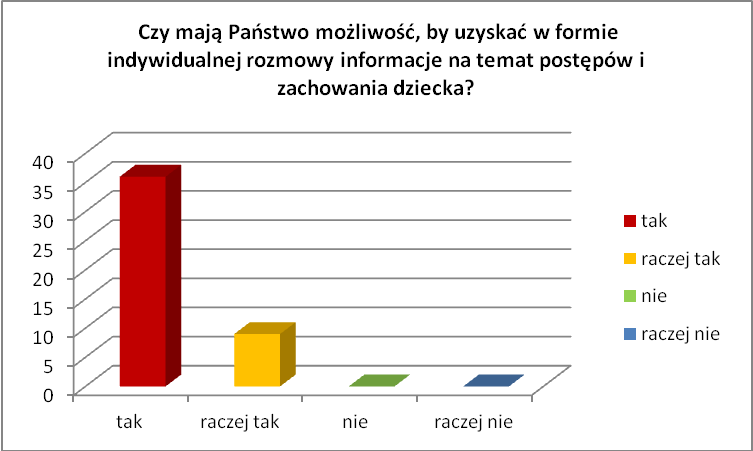 Czy mają Państwo możliwość, by uzyskać w formie
indywidualnej rozmowy informacje na temat postępów i
zachowania dziecka?
40
35
30
25
20
15
10
5
0
tak
raczej tak
nie
raczej nie
tak
raczej tak
nie
raczej nie